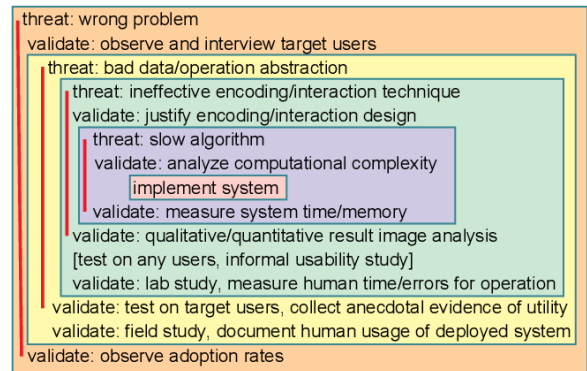 threat: wrong problem
validate: observe and interview target users
threat: bad data/operation abstraction
threat: ineffective encoding/interaction technique
validate: justify encoding/interaction design
threat: slow algorithm
validate: analyze computational complexity
implement system
validate: measure system time/memory
validate: qualitative/quantitative result image analysis
[test on any users, informal usability study]
validate: lab study, measure human time/errors for operation
validate: test on target users, collect anecdotal evidence of utility
validate: field study, document human usage of deployed system
validate: observe adoption rates